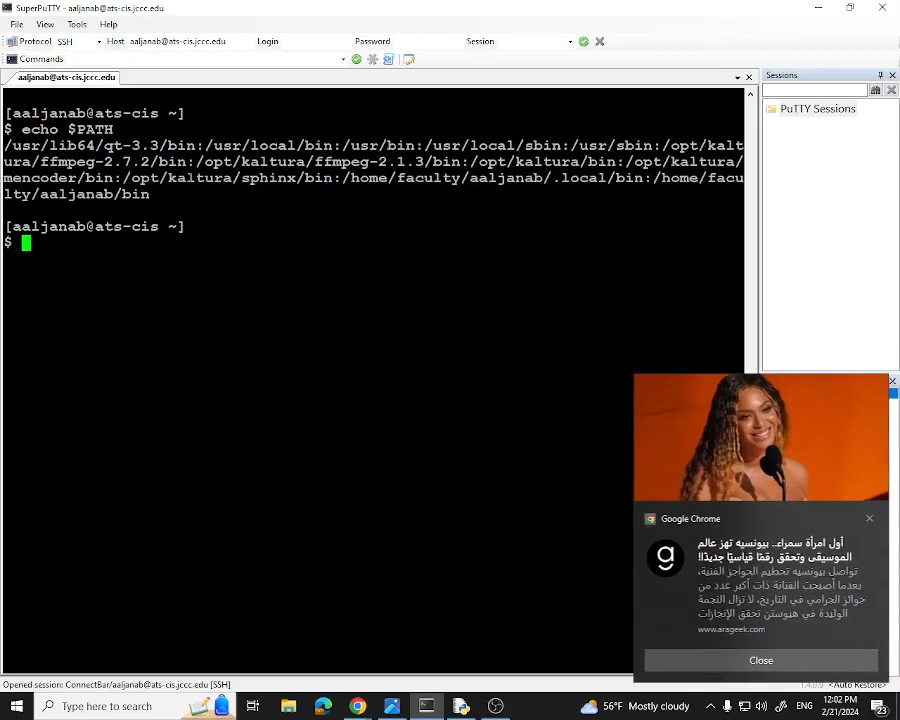 SuperPuTTY - aaljanab@ats-cis.jccc.edu
File View Tools Help
Protocol SSH Host aaljanab@ats-cis.jccc.edu Login Password Session
Commands
aaljanab@ats-cis.jccc.edu
Sessions
PuTTY Sessions
[aaljanab@ats-cis ~]
$ echo $PATH
/usr/lib64/qt-3.3/bin:/usr/local/bin:/usr/bin:/usr/local/sbin:/usr/sbin:/opt/kalt
ura/ffmpeg-2.7.2/bin:/opt/kaltura/ffmpeg-2.1.3/bin:/opt/kaltura/bin:/opt/kaltura/
mencoder/bin:/opt/kaltura/sphinx/bin:/home/faculty/aaljanab/.local/bin:/home/facu
lty/aaljanab/bin
[aaljanab@ats-cis ~]
$
Google Chrome
g
أول امرأة سمراء.. بيونسيه تهز عالم
الموسيقى وتحقق رقمًا قياسيًا جديدًا!
تواصل بيونسيه تحطيم الحواجز الفنية،
بعدما أصبحت الفنانة ذات أكبر عدد من
جوائز الجرامي في التاريخ، لا تزال النجمة
الوليدة في هيوستن تحقق الإنجازات
www.arageek.com
Close
Opened session: ConnectBar/aaljanab@ats-cis.jccc.edu [SSH]
1.4.0.9 <Auto Restore>
Type here to search
56°F Mostly cloudy
ENG
12:02 PM
2/21/2024
23